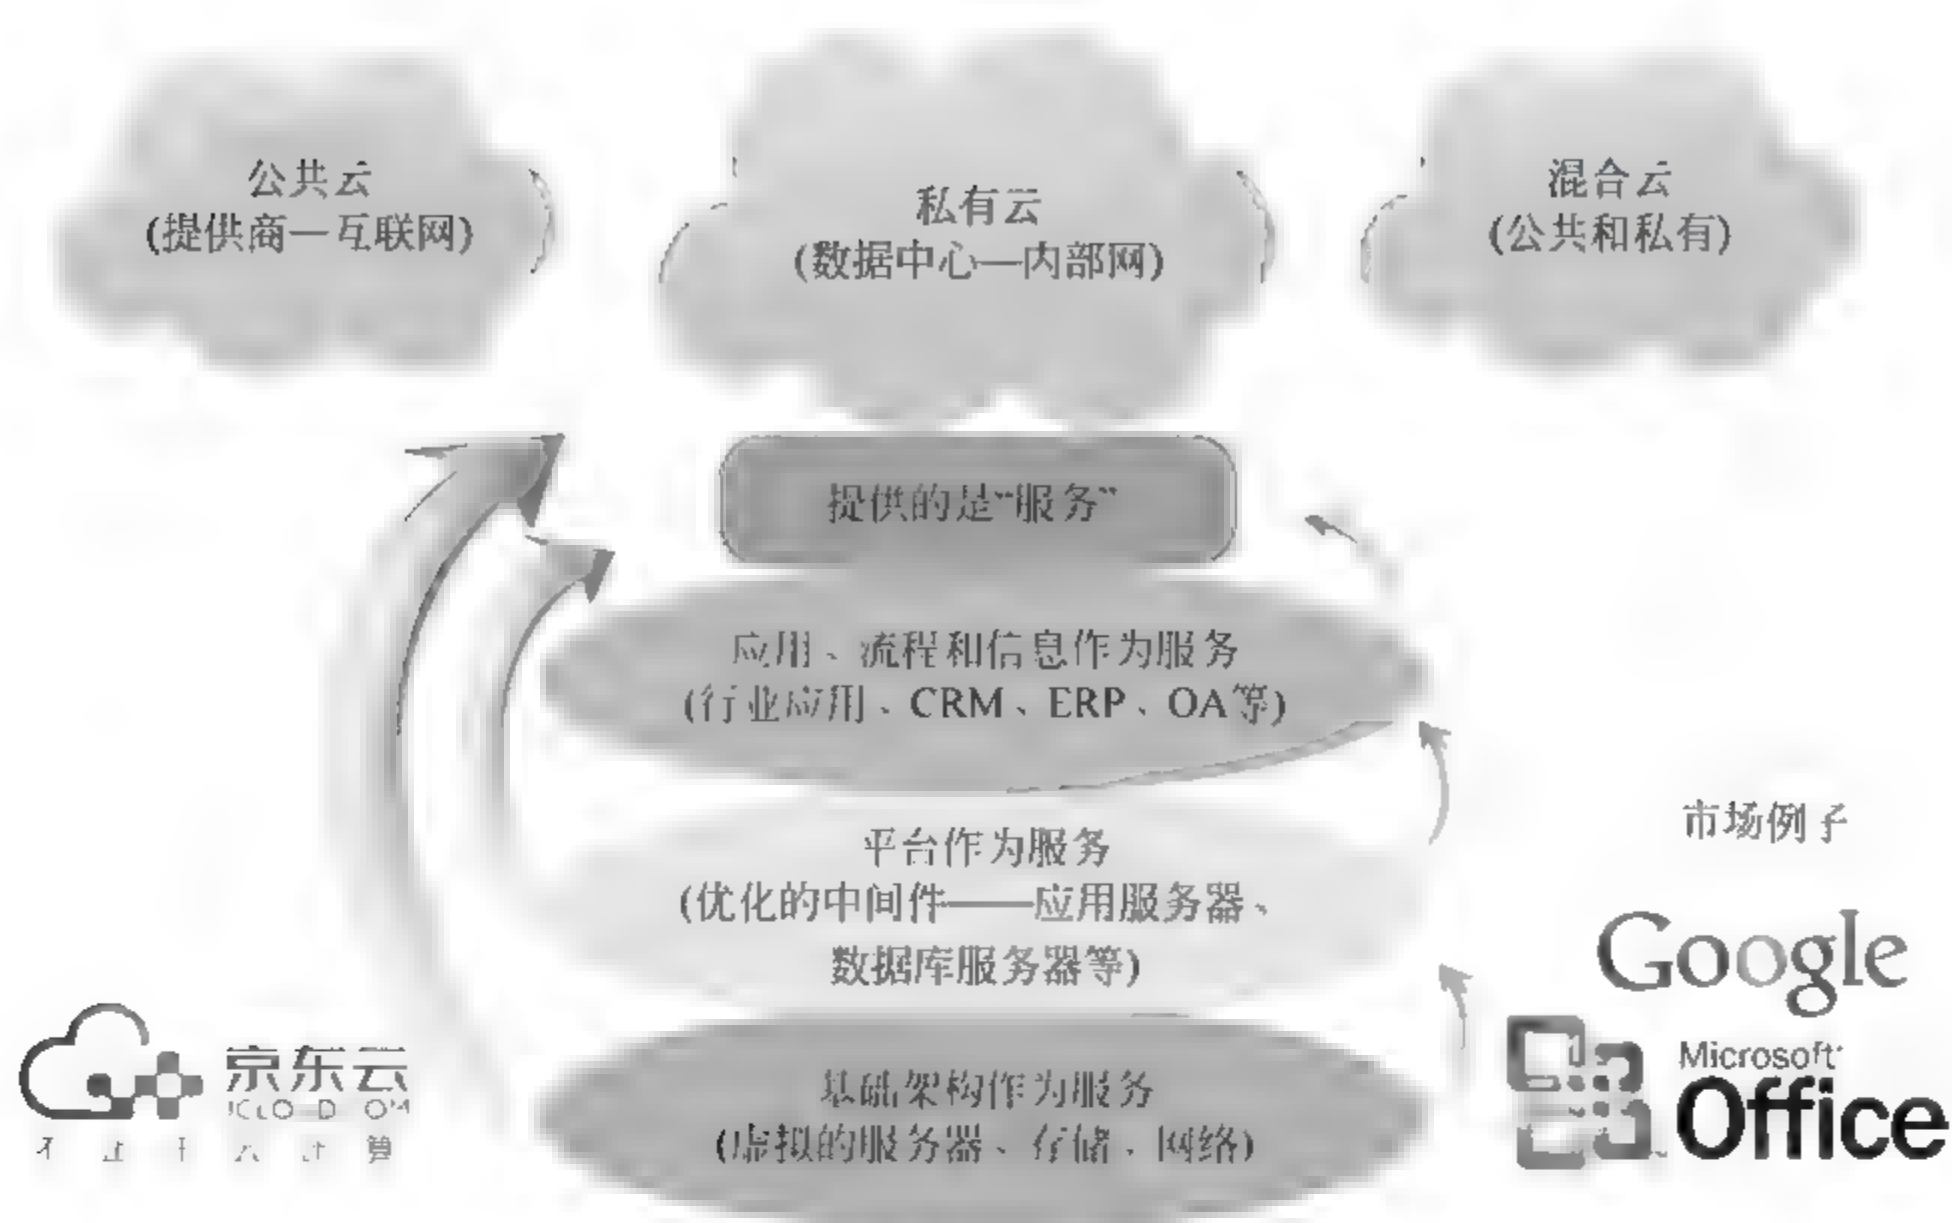 公共云
(提供商—互联网)
私有云
(数据中心—内部网)
混合云
(公共和私有)
提供的是“服务”
应用、流程和信息作为服务
(行业应用、CRM、ERP、OA等)
平台作为服务
(优化的中间件——应用服务器、
数据库服务器等)
基础架构作为服务
(虚拟的服务器、存储、网络)
市场例子
Google
Microsoft
Office
京东云